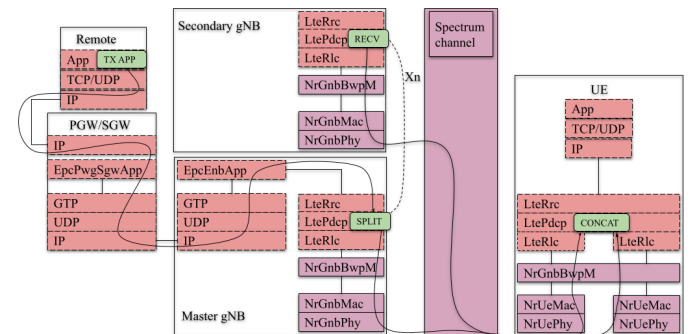 Remote
App
TX APP
TCP/UDP
IP
PGW/SGW
IP
EpcPwgSgwApp
GTP
UDP
IP
Secondary gNB
LteRrc
LtePdcp
RECV
LteRlc
NrGnbBwpM
NrGnbMac
NrGnbPhy
Xn
EpcEnbApp
GTP
UDP
IP
LteRrc
LtePdcp
SPLIT
LteRlc
NrGnbBwpM
NrGnbMac
NrGnbPhy
Master gNB
Spectrum
channel
UE
App
TCP/UDP
IP
LteRrc
LtePdcp
CONCAT
LteRlc
LteRlc
NrGnbBwpM
NrUeMac
NrUePhy
NrUeMac
NrUePhy